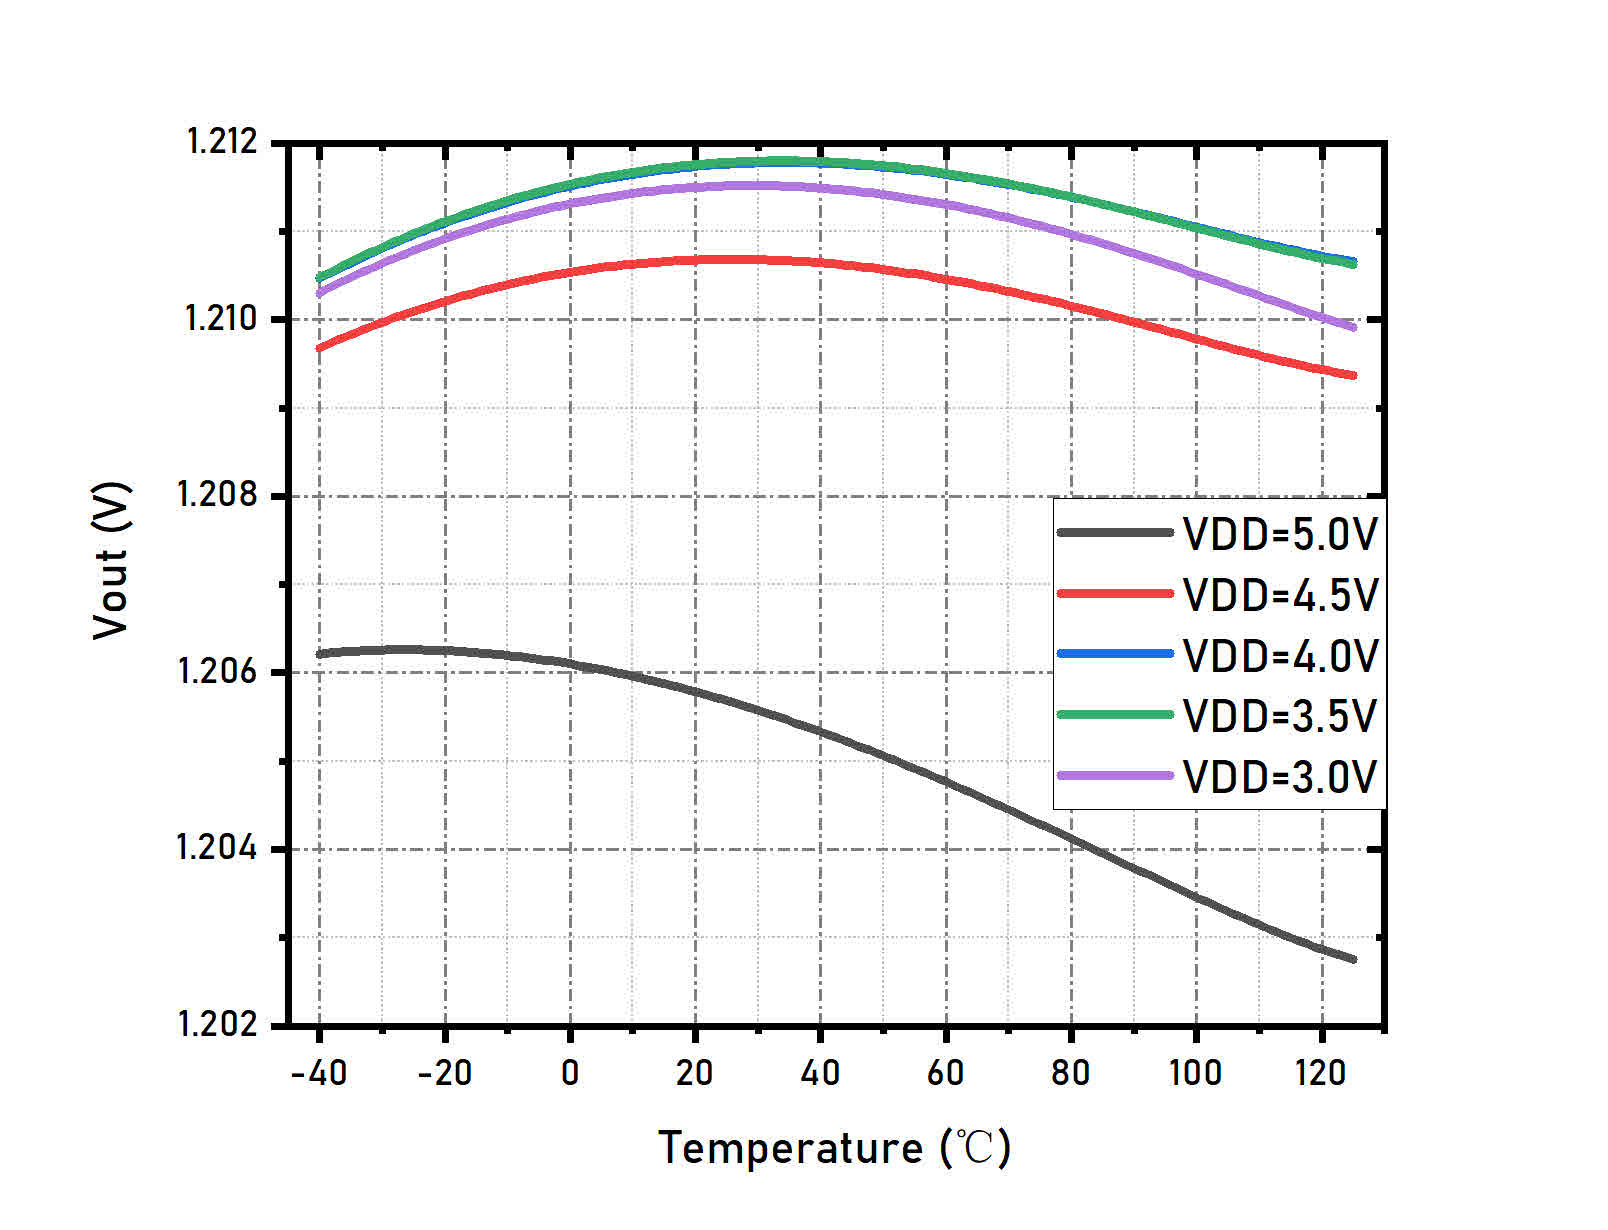 1.212
1.210
1.208
1.206
1.204
1.202
Vout (V)
VDD=5.0V
VDD=4.5V
VDD=4.0V
VDD=3.5V
VDD=3.0V
-40 -20 0 20 40 60 80 100 120
Temperature (℃)